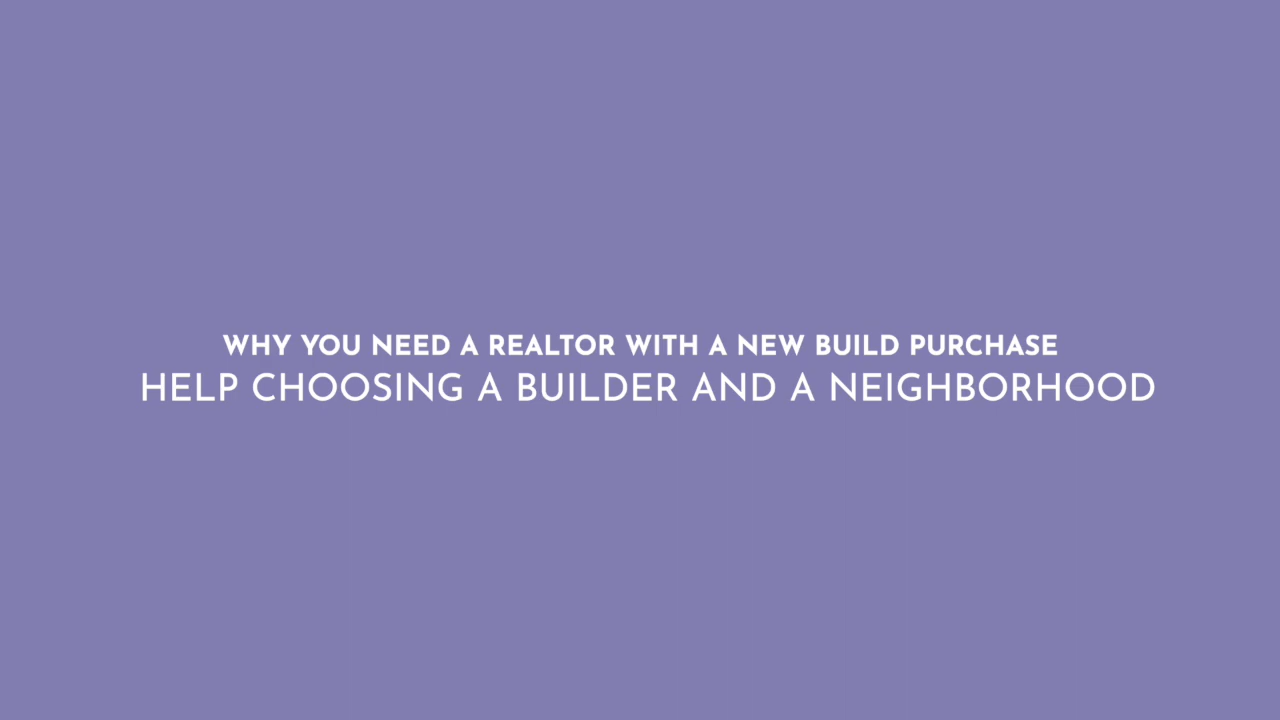 WHY YOU NEED A REALTOR WITH A NEW BUILD PURCHASE
HELP CHOOSING A BUILDER AND A NEIGHBORHOOD